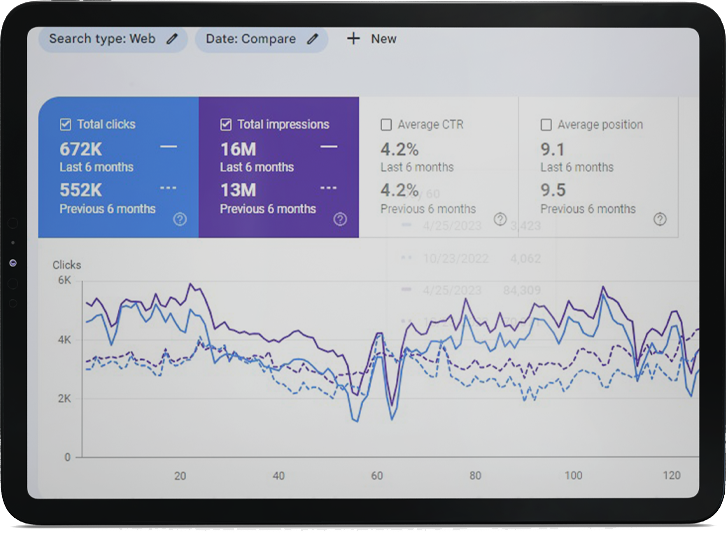 Search type: Web
Date: Compare
+ New
Total clicks
672K
Last 6 months
552K
Previous 6 months
Total impressions
16M
Last 6 months
13M
Previous 6 months
Average CTR
4.2%
Last 6 months
4.2%
Previous 6 months
Average position
9.1
Last 6 months
9.5
Previous 6 months
60
4/25/2023 3,423
10/23/2022 4,062
4/25/2023 84,309
Clicks
6K
4K
2K
0
20
40
60
80
100
120